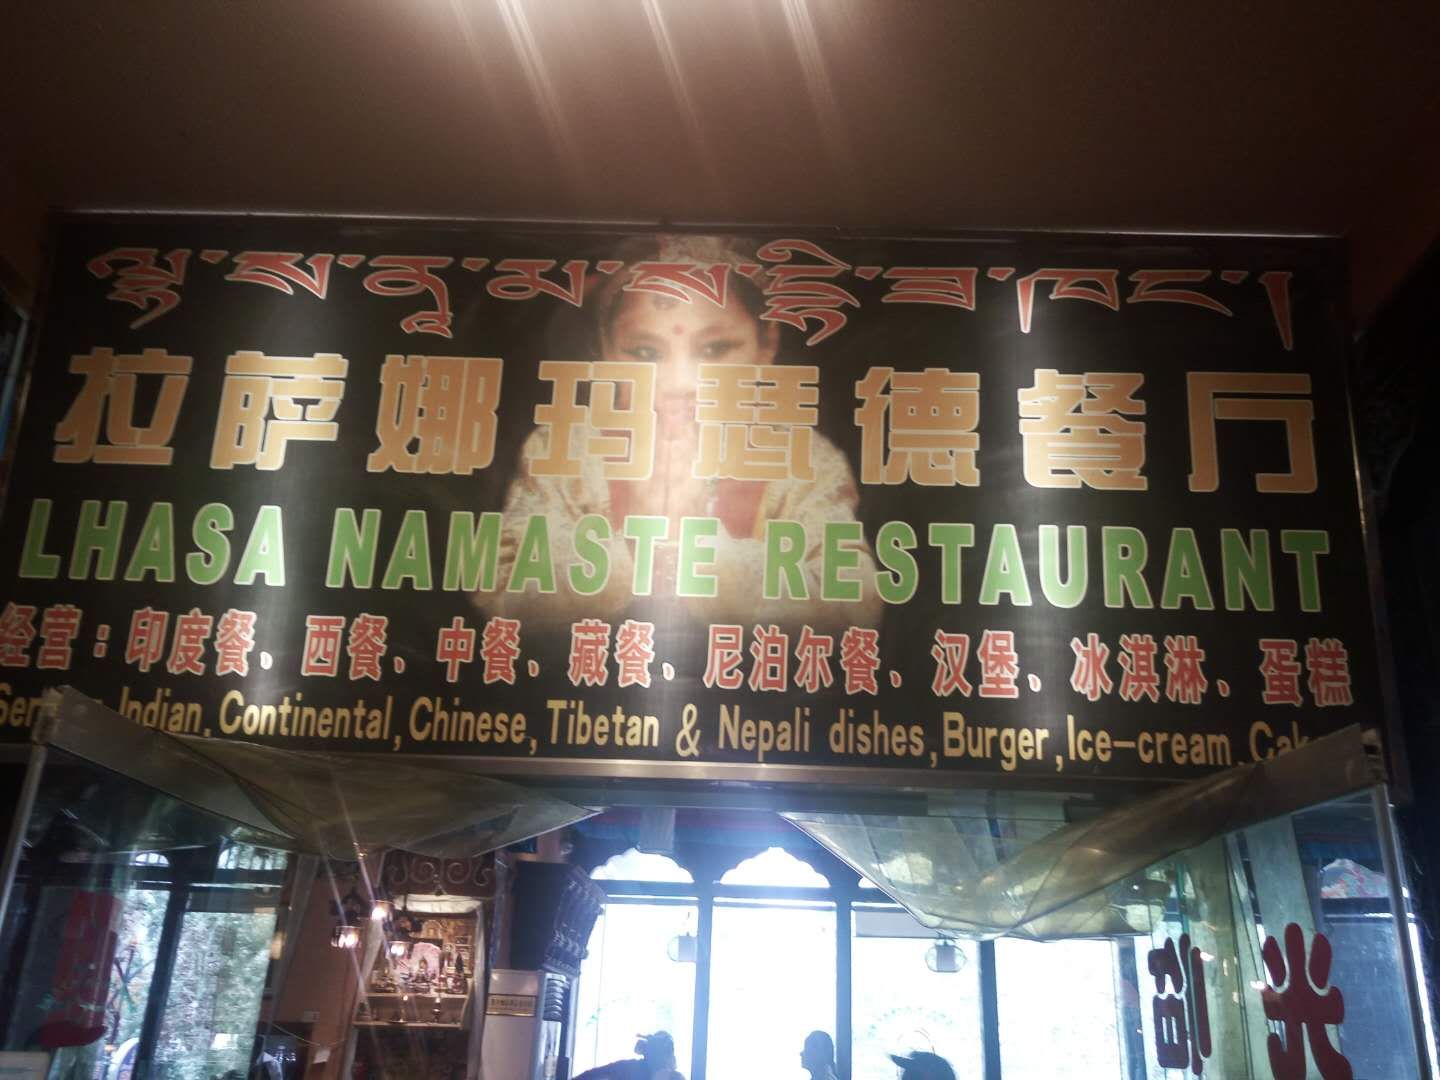 ལྷ་ས་ན་མ་སྟེ་ཟ་ཁང་།
拉萨娜玛瑟德餐厅
LHASA NAMASTE RESTAURANT
经营：印度餐、西餐、中餐、藏餐、尼泊尔餐、汉堡、冰淇淋、蛋糕
Indian, Continental, Chinese, Tibetan & Nepali dishes, Burger, Ice-cream,
光